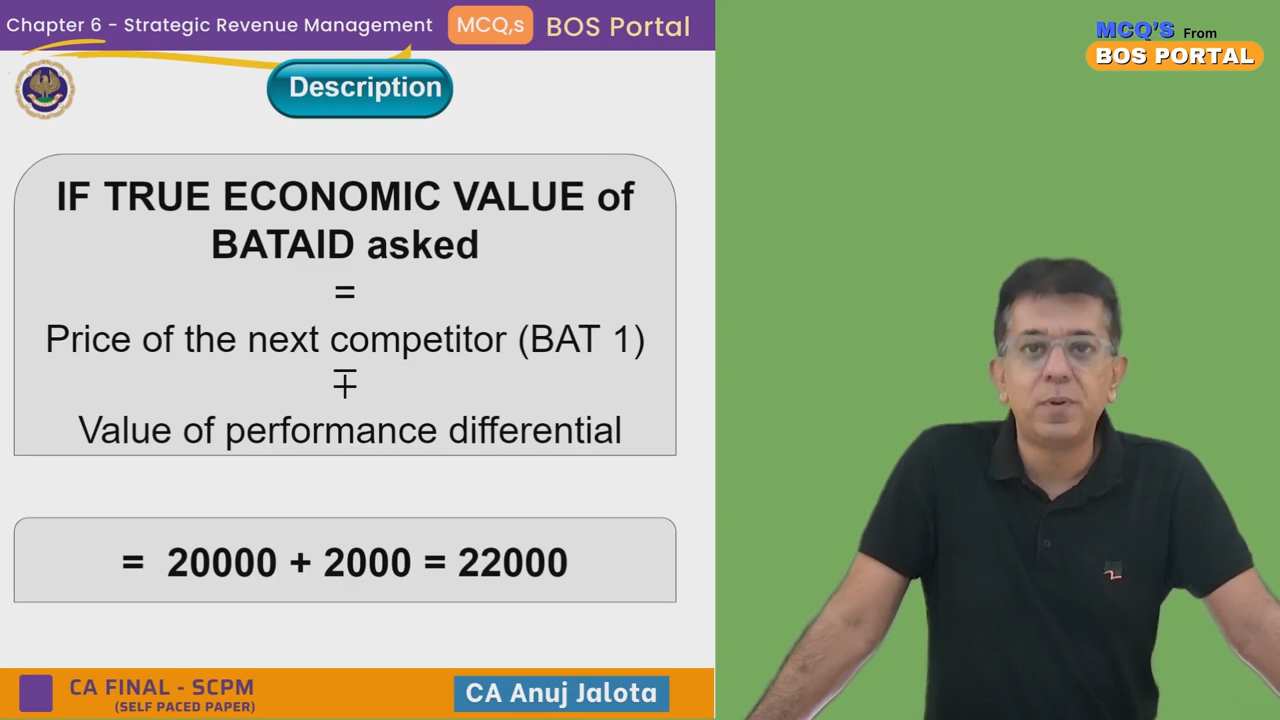 Chapter 6 - Strategic Revenue Management MCQ,s BOS Portal
MCQ'S From
BOS PORTAL
Description
IF TRUE ECONOMIC VALUE of
BATAID asked
=
Price of the next competitor (BAT 1)
∓
Value of performance differential
= 20000 + 2000 = 22000
CA FINAL - SCPM
(SELF PACED PAPER)
CA Anuj Jalota